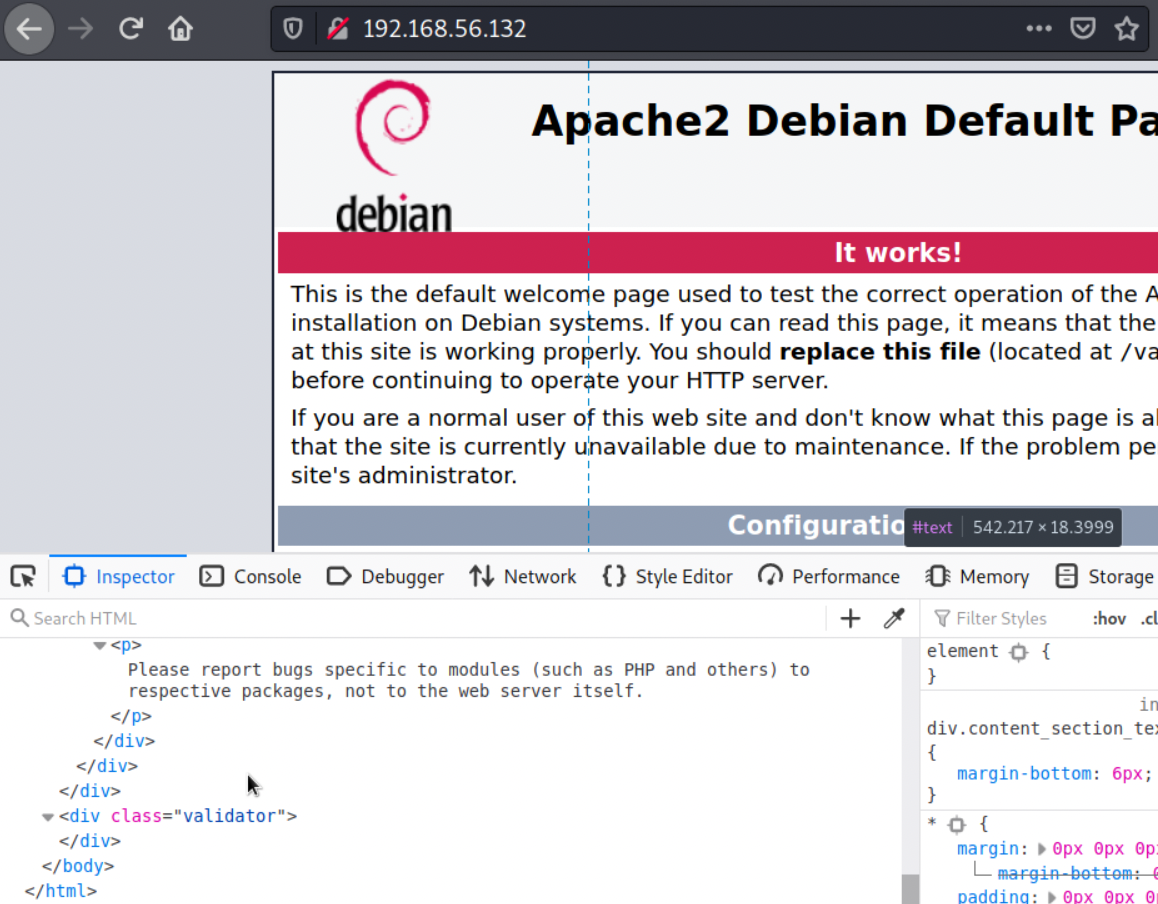 192.168.56.132
debian
Apache2 Debian Default Pa
It works!
This is the default welcome page used to test the correct operation of the A
installation on Debian systems. If you can read this page, it means that the
at this site is working properly. You should replace this file (located at /va
before continuing to operate your HTTP server.
If you are a normal user of this web site and don't know what this page is a
that the site is currently unavailable due to maintenance. If the problem pe
site's administrator.
Configuratio
#text 542.217 × 18.3999
Inspector Console Debugger Network Style Editor Performance Memory Storage
Search HTML
Filter Styles :hov .cl
<p>
Please report bugs specific to modules (such as PHP and others) to
respective packages, not to the web server itself.
</p>
</div>
</div>
</div>
<div class="validator">
</div>
</body>
</html>
element {
}
in
div.content_section_te
{
margin-bottom: 6px;
}
* {
margin: 0px 0px 0p
margin-bottom: 0
padding: 0px 0px 0p